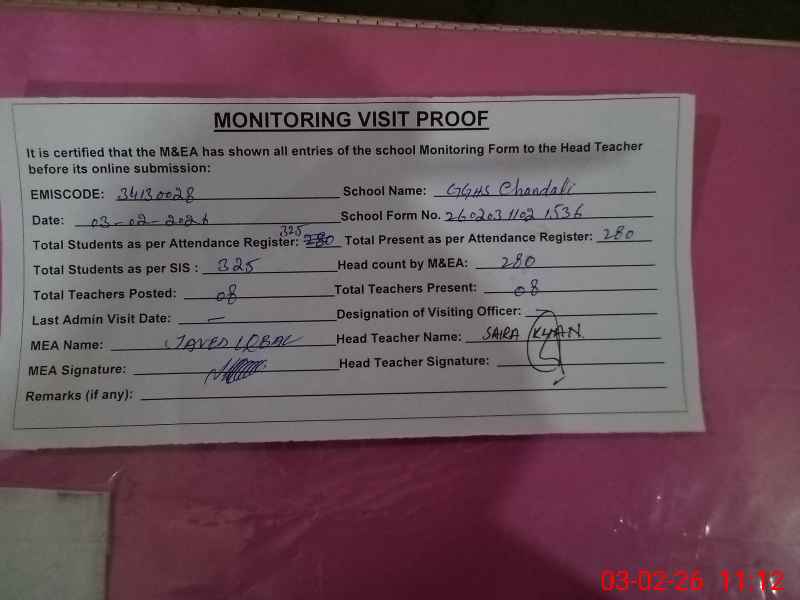 MONITORING VISIT PROOF
It is certified that the M&EA has shown all entries of the school Monitoring Form to the Head Teacher
before its online submission:
EMISCODE: 34130028 School Name: GGHS Chandali
Date: 03-02-2026 School Form No. 2602031102 1536
325
Total Students as per Attendance Register: 280 Total Present as per Attendance Register: 280
Total Students as per SIS : 325 Head count by M&EA: 280
Total Teachers Posted: 08 Total Teachers Present: 08
Last Admin Visit Date: — Designation of Visiting Officer: —
MEA Name: JAVED IQBAL Head Teacher Name: SAIRA KHAN.
MEA Signature: Head Teacher Signature:
Remarks (if any):
03-02-26 11:12